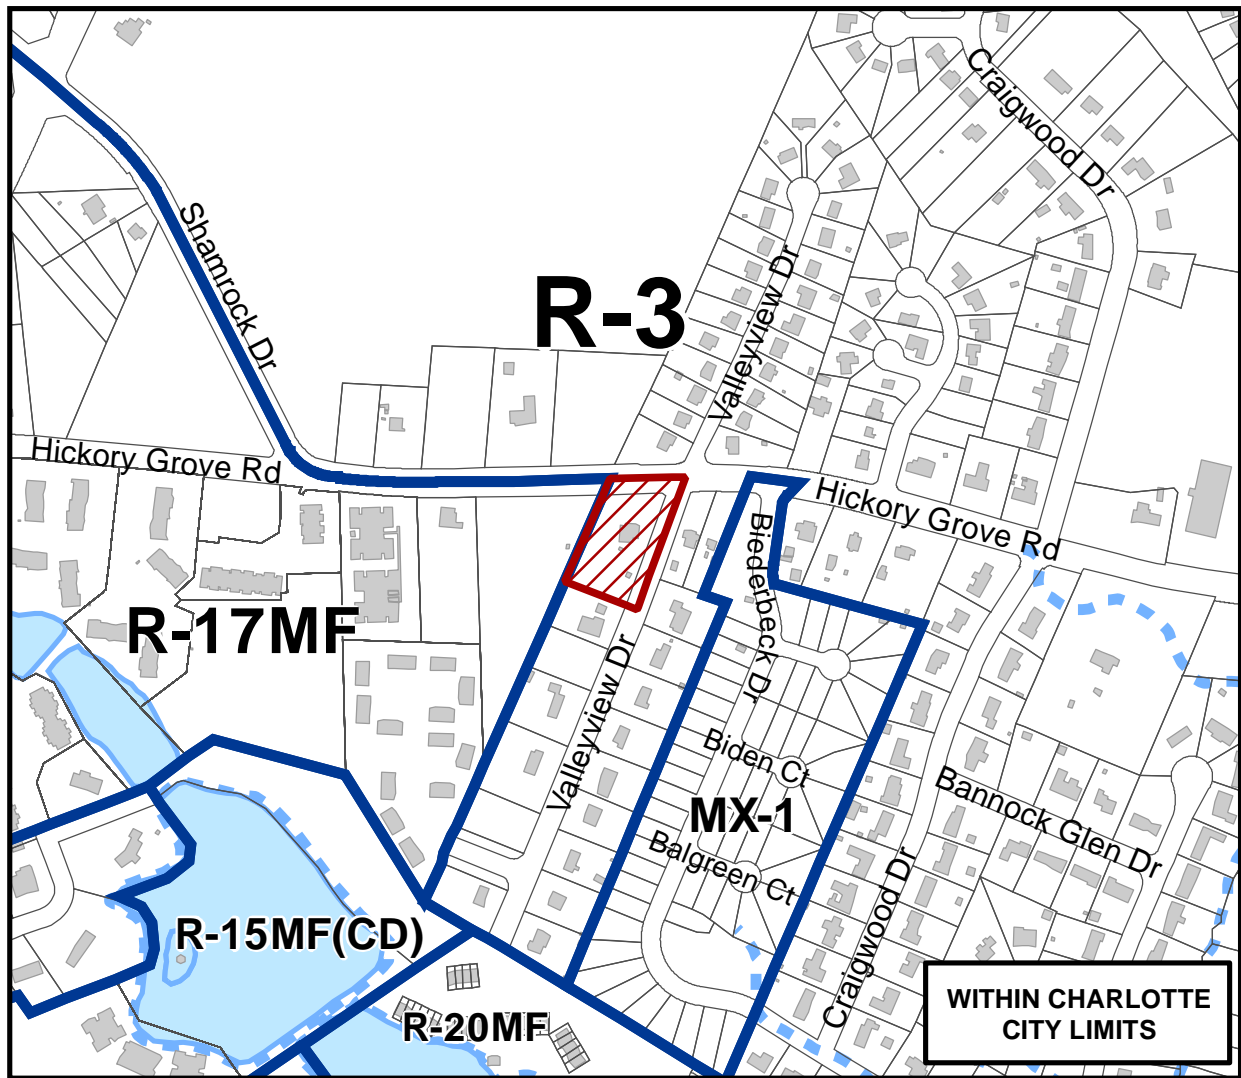 Craigwood Dr
Shamrock Dr
Valleyview Dr
R-3
Hickory Grove Rd
Hickory Grove Rd
Biederbeck Dr
R-17MF
Valleyview Dr
Biden Ct
Bannock Glen Dr
MX-1
Balgreen Ct
Craigwood Dr
R-15MF(CD)
R-20MF
WITHIN CHARLOTTE
CITY LIMITS